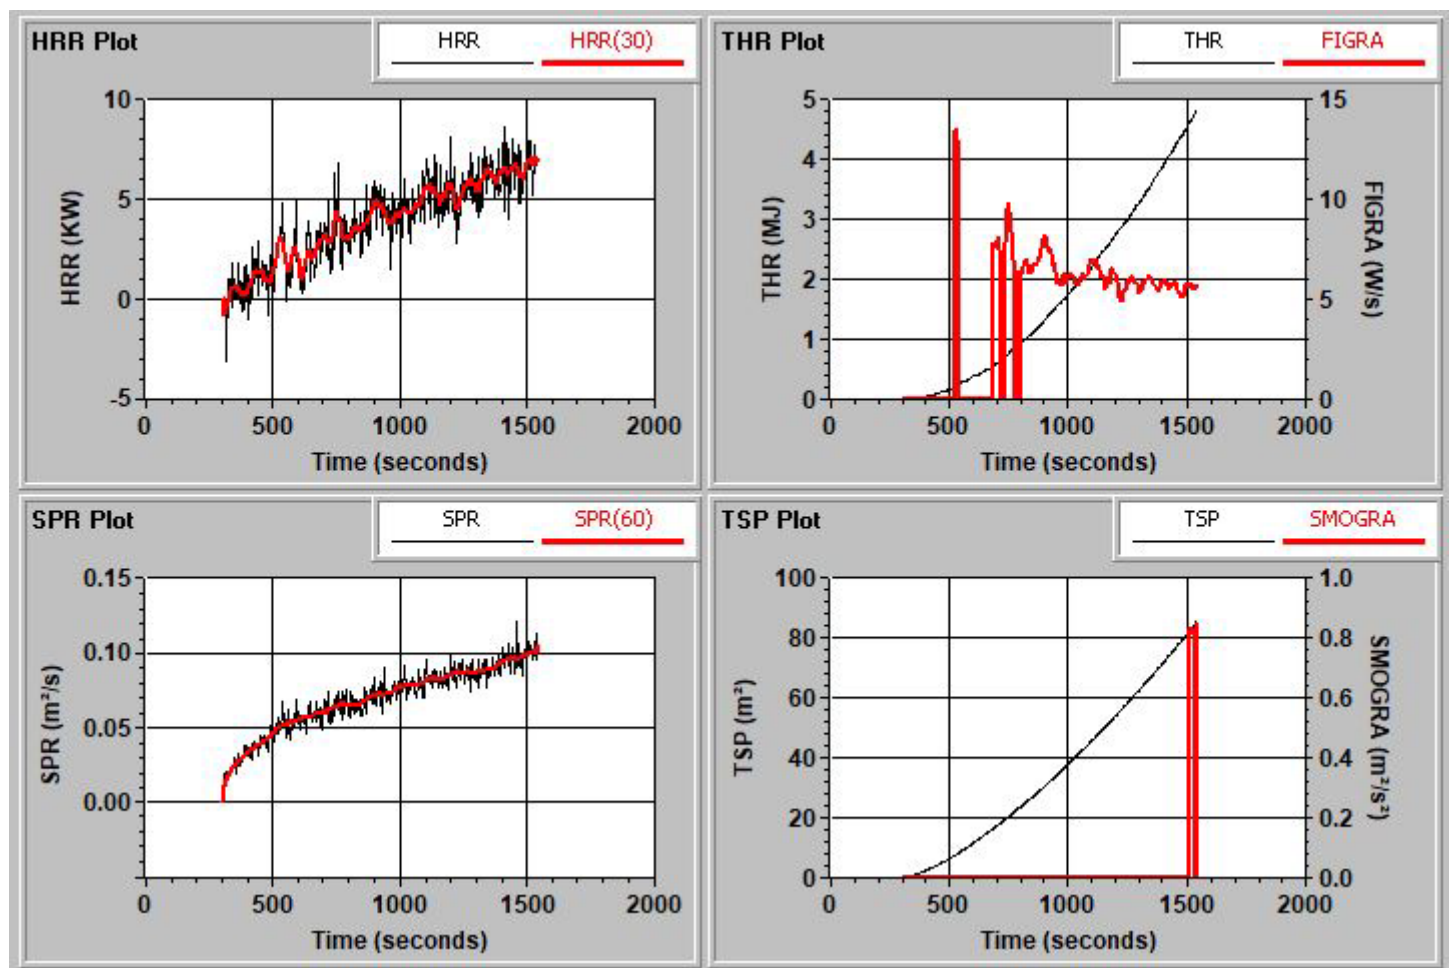 HRR Plot
HRR HRR(30)
10
5
0
-5
HRR (KW)
0 500 1000 1500 2000
Time (seconds)
THR Plot
THR FIGRA
5
4
3
2
1
0
THR (MJ)
15
10
5
0
FIGRA (W/s)
0 500 1000 1500 2000
Time (seconds)
SPR Plot
SPR SPR(60)
0.15
0.10
0.05
0.00
SPR (m²/s)
0 500 1000 1500 2000
Time (seconds)
TSP Plot
TSP SMOGRA
100
80
60
40
20
0
TSP (m²)
1.0
0.8
0.6
0.4
0.2
0.0
SMOGRA (m²/s²)
0 500 1000 1500 2000
Time (seconds)